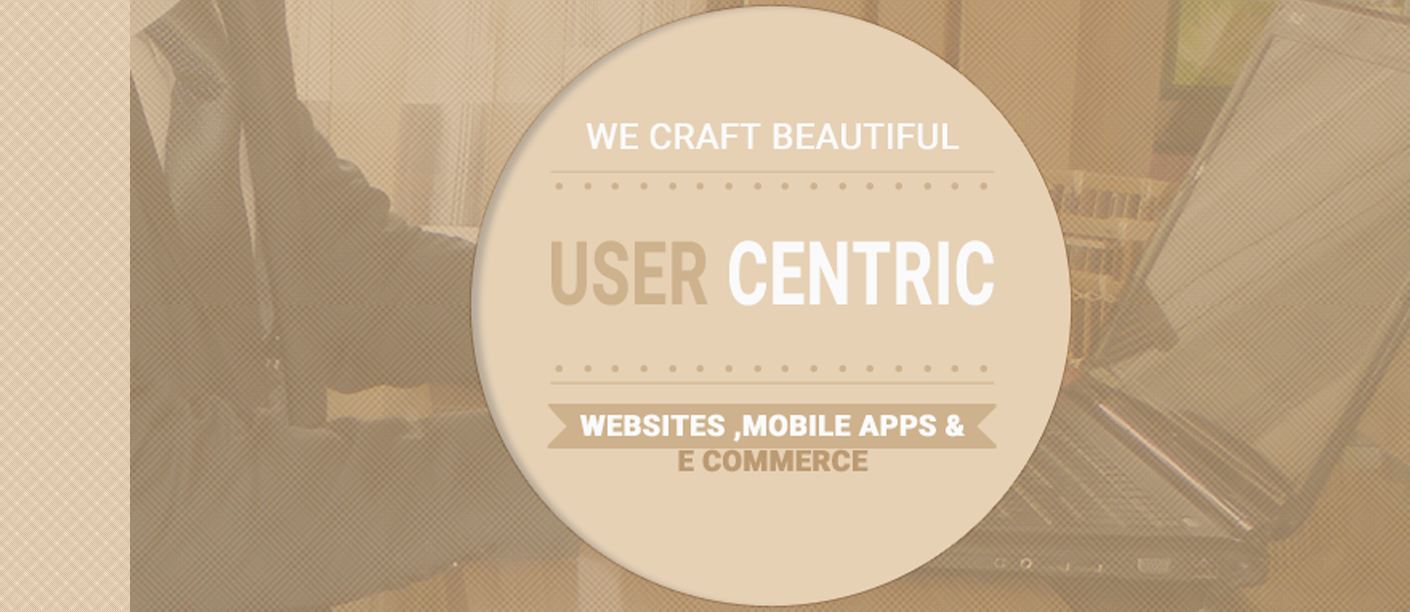 WE CRAFT BEAUTIFUL
USER CENTRIC
WEBSITES ,MOBILE APPS &
E COMMERCE